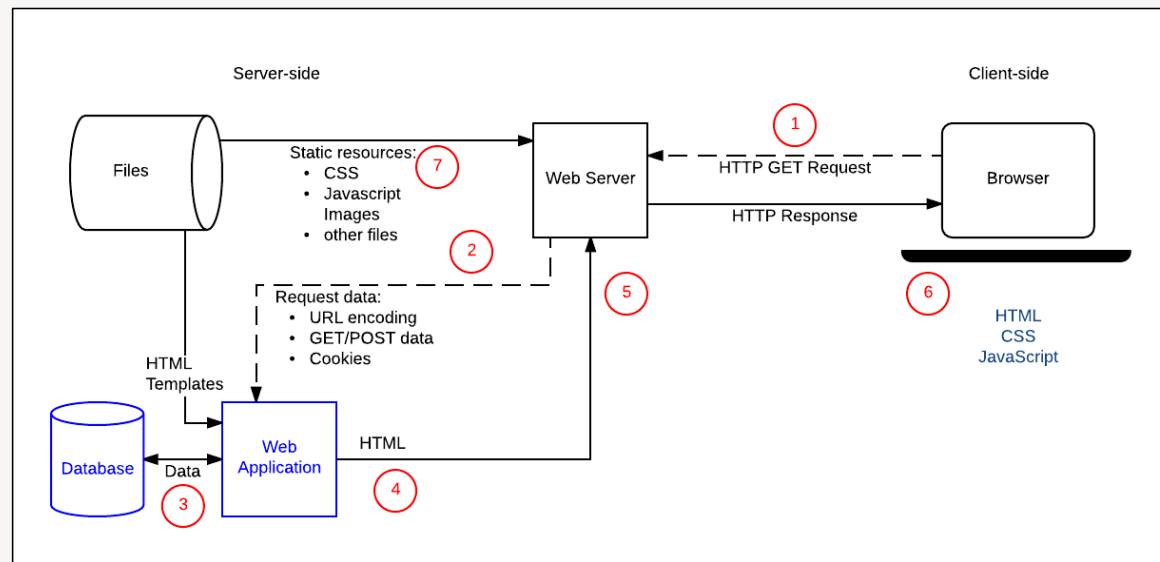 Server-side
Client-side
1
Files
Static resources:
• CSS
• Javascript
Images
• other files
7
Web Server
HTTP GET Request
HTTP Response
Browser
2
Request data:
• URL encoding
• GET/POST data
• Cookies
5
6
HTML
CSS
JavaScript
HTML
Templates
Database
Data
3
Web
Application
HTML
4